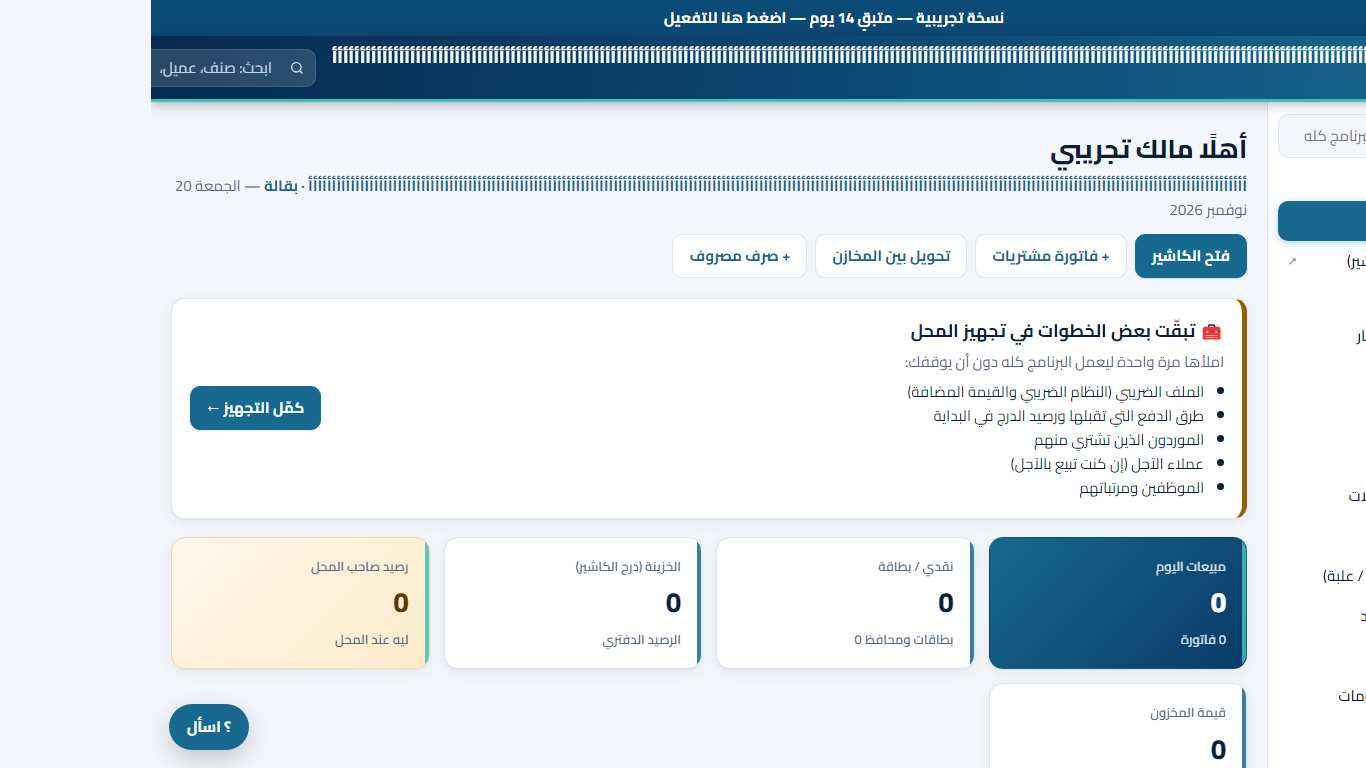 نسخة تجريبية — متبقٍ 14 يوم — اضغط هنا للتفعيل
ابحث: صنف، عميل،
أهلًا مالك تجريبي
· بقالة — الجمعة 20
نوفمبر 2026
فتح الكاشير
+ فاتورة مشتريات
تحويل بين المخازن
+ صرف مصروف
🧰 تبقّت بعض الخطوات في تجهيز المحل
املأها مرة واحدة ليعمل البرنامج كله دون أن يوقفك:
• الملف الضريبي (النظام الضريبي والقيمة المضافة)
• طرق الدفع التي تقبلها ورصيد الدرج في البداية
• الموردون الذين تشتري منهم
• عملاء الآجل (إن كنت تبيع بالآجل)
• الموظفين ومرتباتهم
كمّل التجهيز ←
مبيعات اليوم
0
0 فاتورة
نقدي / بطاقة
0
بطاقات ومحافظ 0
الخزينة (درج الكاشير)
0
الرصيد الدفتري
رصيد صاحب المحل
0
ليه عند المحل
قيمة المخزون
0
؟ اسأل
كله
/ علبة)